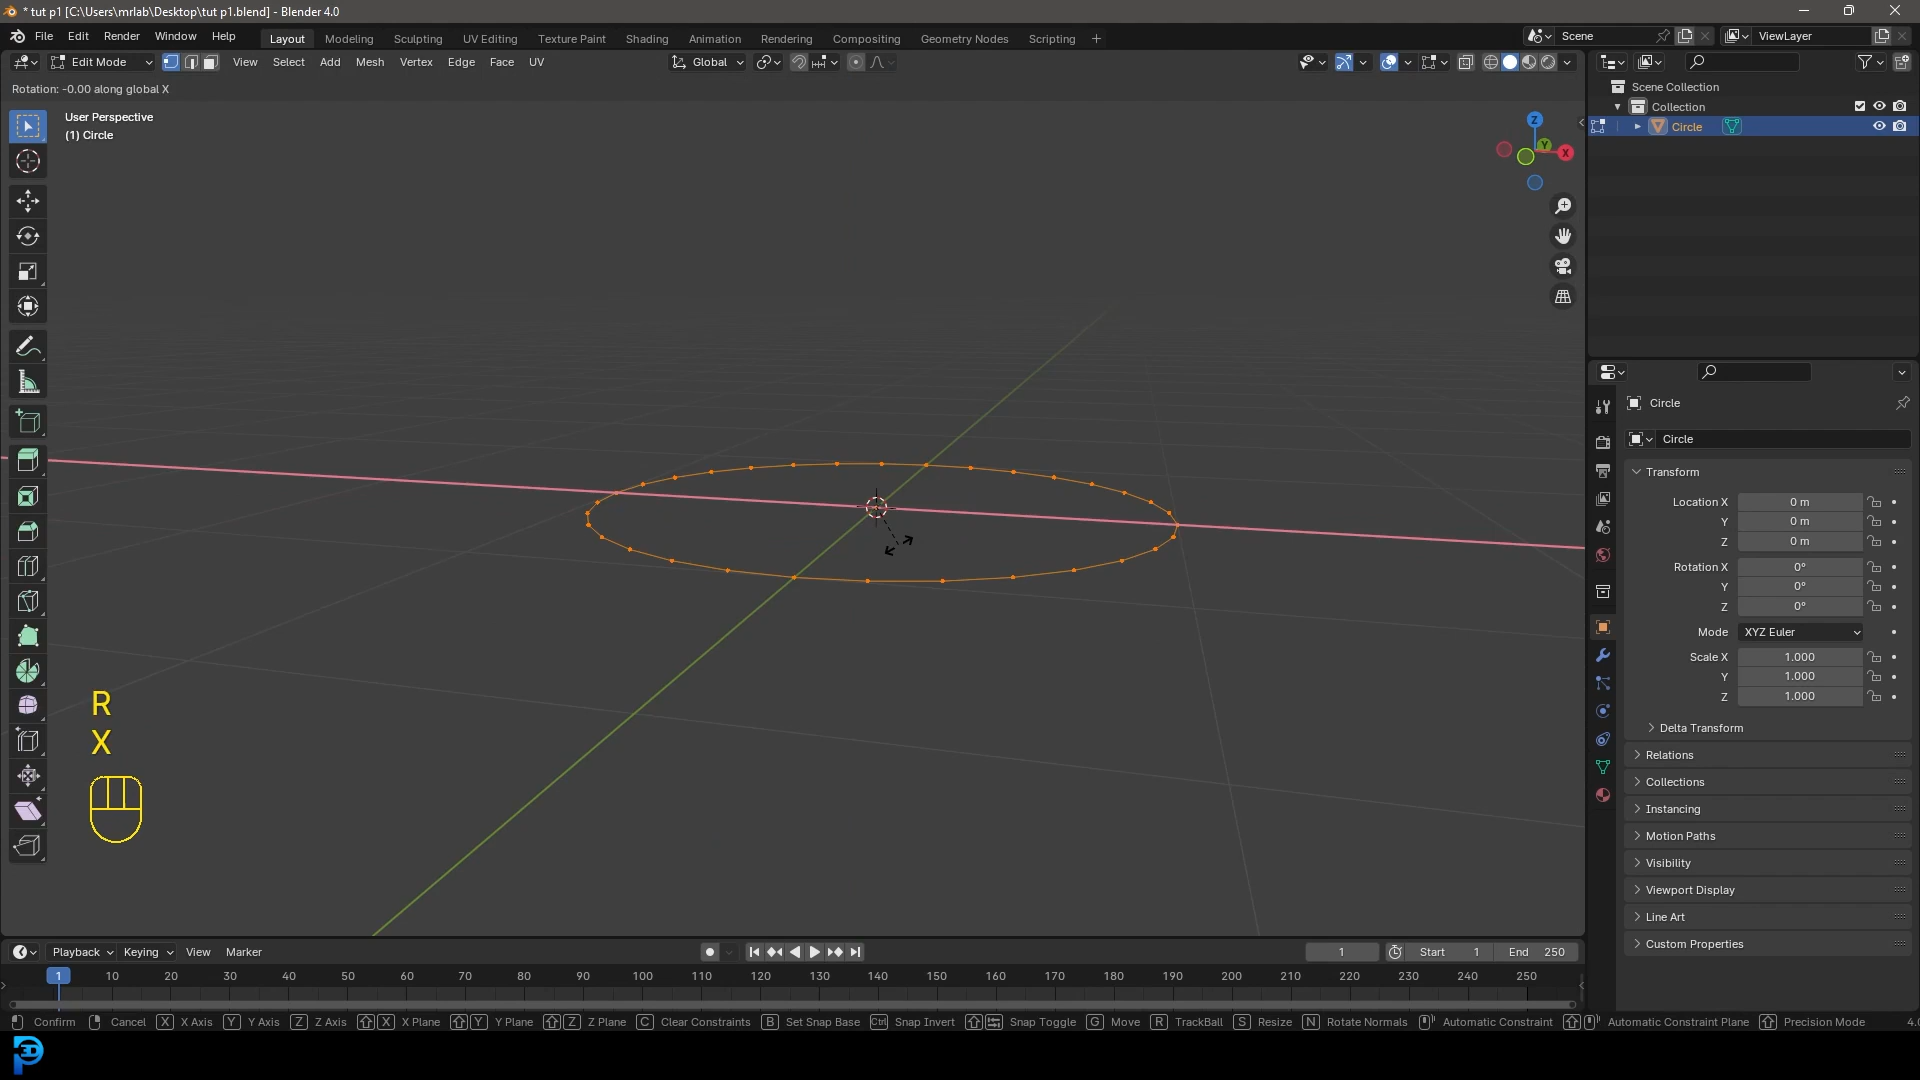 * tut p1 [C:\Users\mrlab\Desktop\tut p1.blend] - Blender 4.0
File Edit Render Window Help
Layout Modeling Sculpting UV Editing Texture Paint Shading Animation Rendering Compositing Geometry Nodes Scripting +
Scene
ViewLayer
Edit Mode View Select Add Mesh Vertex Edge Face UV
Global
Rotation: -0.00 along global X
User Perspective
(1) Circle
Z
Y
X
Scene Collection
Collection
Circle
Circle
Circle
Transform
Location X 0 m
Y 0 m
Z 0 m
Rotation X 0°
Y 0°
Z 0°
Mode XYZ Euler
Scale X 1.000
Y 1.000
Z 1.000
Delta Transform
Relations
Collections
Instancing
Motion Paths
Visibility
Viewport Display
Line Art
Custom Properties
R
X
Playback Keying View Marker
1 Start 1 End 250
1 10 20 30 40 50 60 70 80 90 100 110 120 130 140 150 160 170 180 190 200 210 220 230 240 250
Confirm Cancel X X Axis Y Y Axis Z Z Axis X X Plane Y Y Plane Z Z Plane C Clear Constraints B Set Snap Base Ctrl Snap Invert Snap Toggle G Move R TrackBall S Resize N Rotate Normals Automatic Constraint Automatic Constraint Plane Precision Mode 4.0